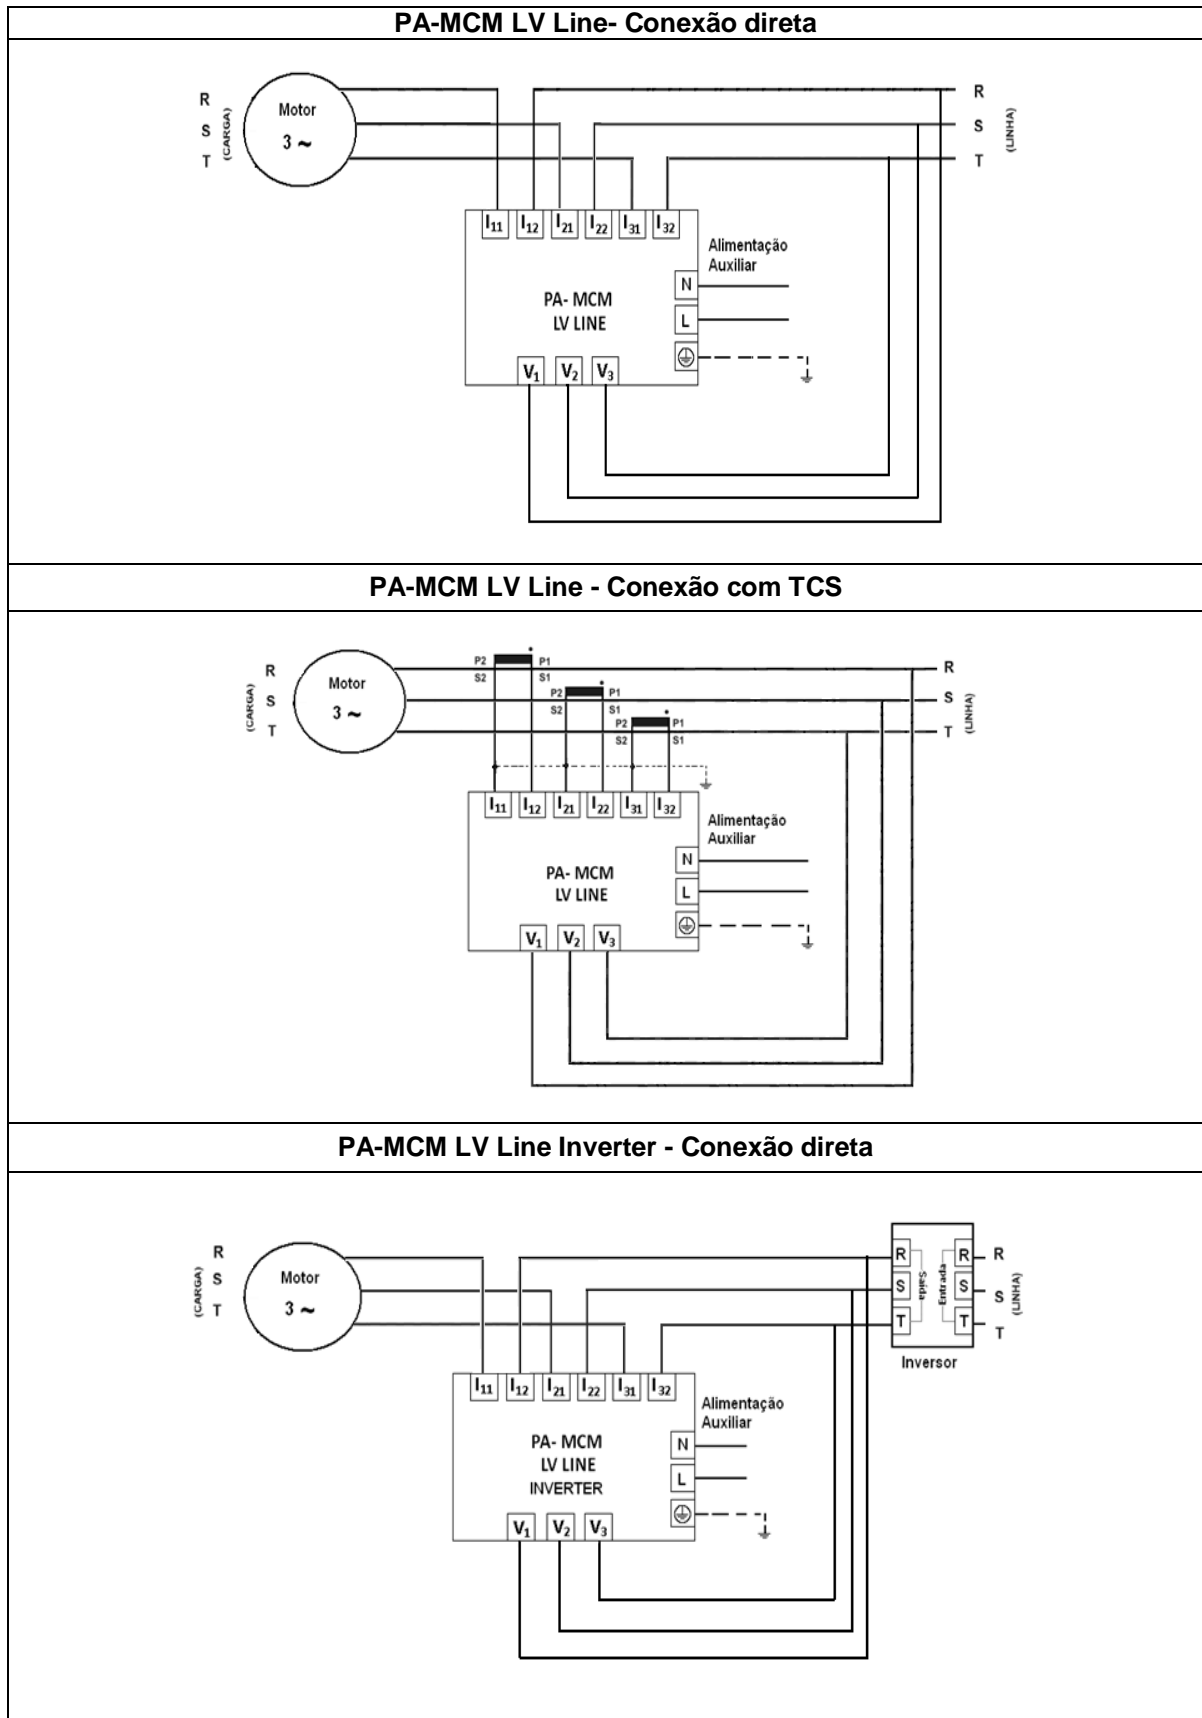 PA-MCM LV Line- Conexão direta
R
S
T
(CARGA)
Motor
3 ~
R
S
T
(LINHA)
I11 I12 I21 I22 I31 I32
Alimentação
Auxiliar
N
L
PA- MCM
LV LINE
V1 V2 V3
PA-MCM LV Line - Conexão com TCS
R
S
T
(CARGA)
Motor
3 ~
P2 P1
S2 S1
P2 P1
S2 S1
P2 P1
S2 S1
R
S
T
(LINHA)
I11 I12 I21 I22 I31 I32
Alimentação
Auxiliar
N
L
PA- MCM
LV LINE
V1 V2 V3
PA-MCM LV Line Inverter - Conexão direta
R
S
T
(CARGA)
Motor
3 ~
R
S
T
Saída
Entrada
R
S
T
R
S
T
(LINHA)
Inversor
I11 I12 I21 I22 I31 I32
Alimentação
Auxiliar
N
L
PA- MCM
LV LINE
INVERTER
V1 V2 V3